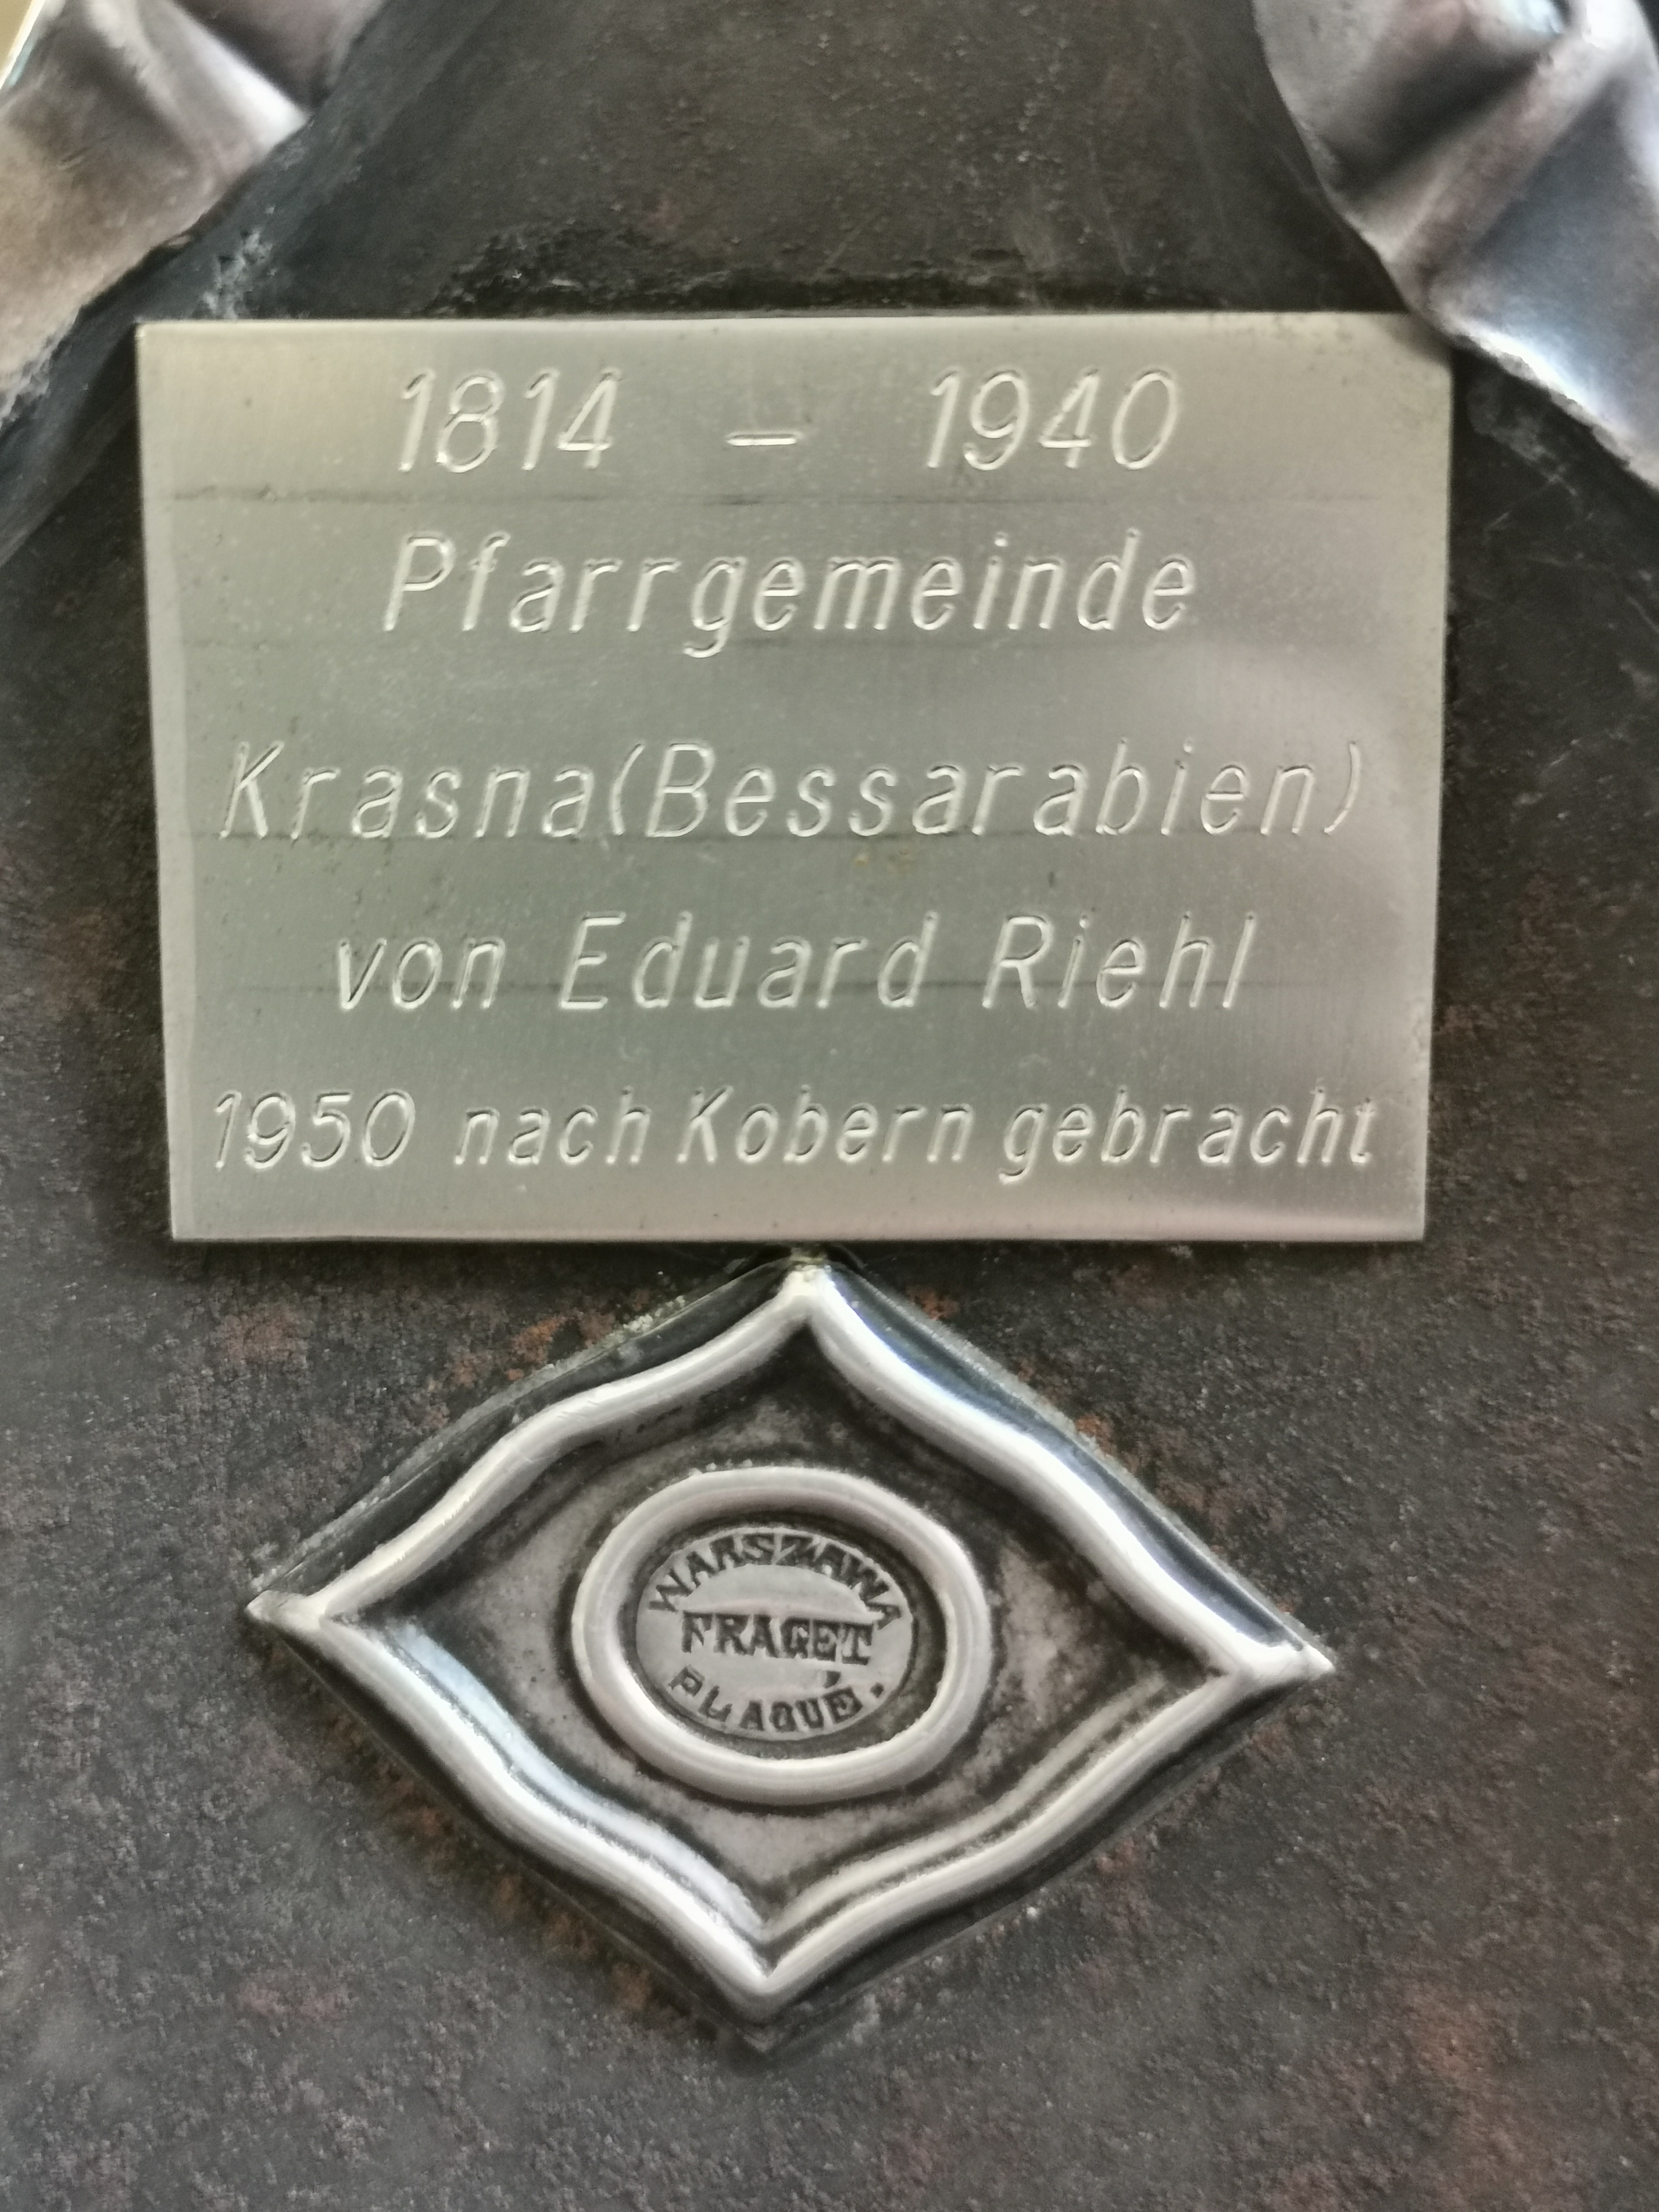 1814 – 1940
Pfarrgemeinde
Krasna(Bessarabien)
von Eduard Riehl
1950 nach Kobern gebracht
WARSZAWA
FRAGET
PLAQUÉ.